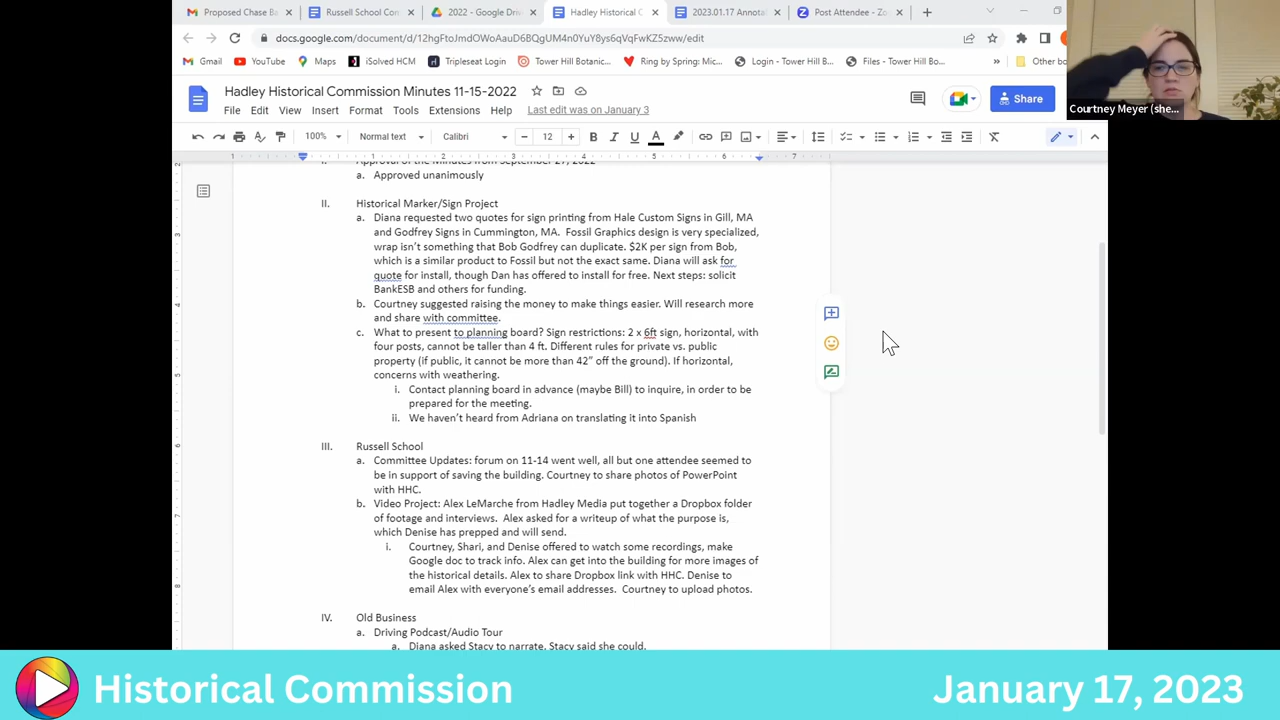 Proposed Chase B
Russell School Con
2022 - Google Dri
Hadley Historical C
2023.01.17 Annota
Post Attendee - Zo
docs.google.com/document/d/12hgFtoJmdOWoAauD6BQgUM4n0YuY8ys6qVqFwKZ5zww/edit
Gmail YouTube Maps iSolved HCM Tripleseat Login Tower Hill Botanic... Ring by Spring: Mic... Login - Tower Hill B... Files - Tower Hill Bo... » Other bo
Courtney Meyer (she...
Hadley Historical Commission Minutes 11-15-2022
File Edit View Insert Format Tools Extensions Help Last edit was on January 3
Share
100% Normal text Calibri 12
a. Approved unanimously
II. Historical Marker/Sign Project
a. Diana requested two quotes for sign printing from Hale Custom Signs in Gill, MA
and Godfrey Signs in Cummington, MA. Fossil Graphics design is very specialized,
wrap isn't something that Bob Godfrey can duplicate. $2K per sign from Bob,
which is a similar product to Fossil but not the exact same. Diana will ask for
quote for install, though Dan has offered to install for free. Next steps: solicit
BankESB and others for funding.
b. Courtney suggested raising the money to make things easier. Will research more
and share with committee.
c. What to present to planning board? Sign restrictions: 2 x 6ft sign, horizontal, with
four posts, cannot be taller than 4 ft. Different rules for private vs. public
property (if public, it cannot be more than 42" off the ground). If horizontal,
concerns with weathering.
i. Contact planning board in advance (maybe Bill) to inquire, in order to be
prepared for the meeting.
ii. We haven't heard from Adriana on translating it into Spanish
III. Russell School
a. Committee Updates: forum on 11-14 went well, all but one attendee seemed to
be in support of saving the building. Courtney to share photos of PowerPoint
with HHC.
b. Video Project: Alex LeMarche from Hadley Media put together a Dropbox folder
of footage and interviews. Alex asked for a writeup of what the purpose is,
which Denise has prepped and will send.
i. Courtney, Shari, and Denise offered to watch some recordings, make
Google doc to track info. Alex can get into the building for more images of
the historical details. Alex to share Dropbox link with HHC. Denise to
email Alex with everyone's email addresses. Courtney to upload photos.
IV. Old Business
a. Driving Podcast/Audio Tour
a. Diana asked Stacy to narrate. Stacy said she could.
Historical Commission
January 17, 2023